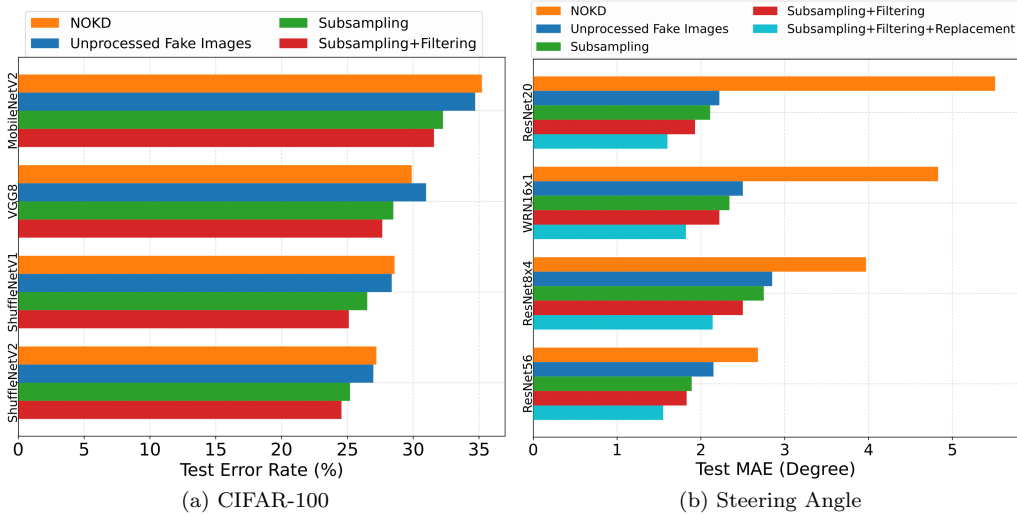 NOKD
Unprocessed Fake Images
Subsampling
Subsampling+Filtering
MobileNetV2
VGG8
ShuffleNetV1
ShuffleNetV2
0 5 10 15 20 25 30 35
Test Error Rate (%)
(a) CIFAR-100
NOKD
Unprocessed Fake Images
Subsampling
Subsampling+Filtering
Subsampling+Filtering+Replacement
ResNet20
WRN16x1
ResNet8x4
ResNet56
0 1 2 3 4 5
Test MAE (Degree)
(b) Steering Angle